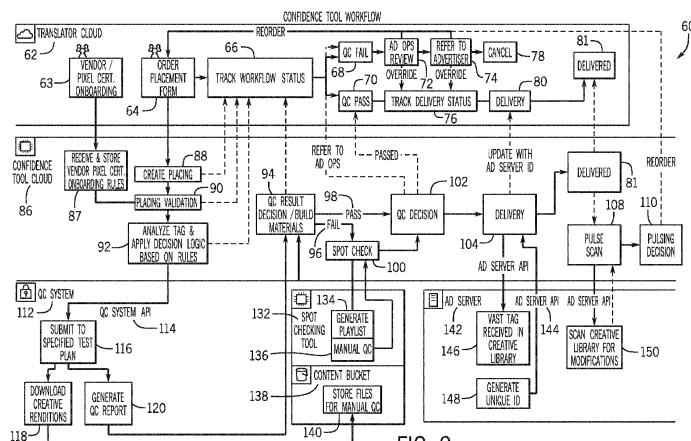 CONFIDENCE TOOL WORKFLOW
60
TRANSLATOR CLOUD
62
REORDER
VENDOR /
PIXEL CERT.
ONBOARDING
63
ORDER
PLACEMENT
FORM
64
66
TRACK WORKFLOW STATUS
QC FAIL
68
AD OPS
REVIEW
72
REFER TO
ADVERTISER
74
CANCEL
78
OVERRIDE
OVERRIDE
70
QC PASS
TRACK DELIVERY STATUS
76
80
DELIVERY
81
DELIVERED
CONFIDENCE
TOOL CLOUD
86
RECEIVE & STORE
VENDOR PIXEL CERT.
ONBOARDING RULES
87
88
CREATE PLACING
90
PLACING VALIDATION
ANALYZE TAG &
APPLY DECISION LOGIC
BASED ON RULES
92
94
QC RESULT
DECISION / BUILD
MATERIALS
REFER TO
AD OPS
PASSED
98
PASS
FAIL
96
SPOT CHECK
100
102
QC DECISION
UPDATE WITH
AD SERVER ID
DELIVERY
104
DELIVERED
81
REORDER
108
PULSE
SCAN
110
PULSING
DECISION
QC SYSTEM
112
QC SYSTEM API
114
SUBMIT TO
SPECIFIED TEST
PLAN
116
DOWNLOAD
CREATIVE
RENDITIONS
118
GENERATE
QC REPORT
120
132
SPOT
CHECKING
TOOL
134
GENERATE
PLAYLIST
MANUAL QC
136
CONTENT BUCKET
138
STORE FILES
FOR MANUAL QC
140
AD SERVER API
AD SERVER API
AD SERVER API
AD SERVER
142
144
VAST TAG
RECEIVED IN
CREATIVE
LIBRARY
146
GENERATE
UNIQUE ID
148
SCAN CREATIVE
LIBRARY FOR
MODIFICATIONS
150